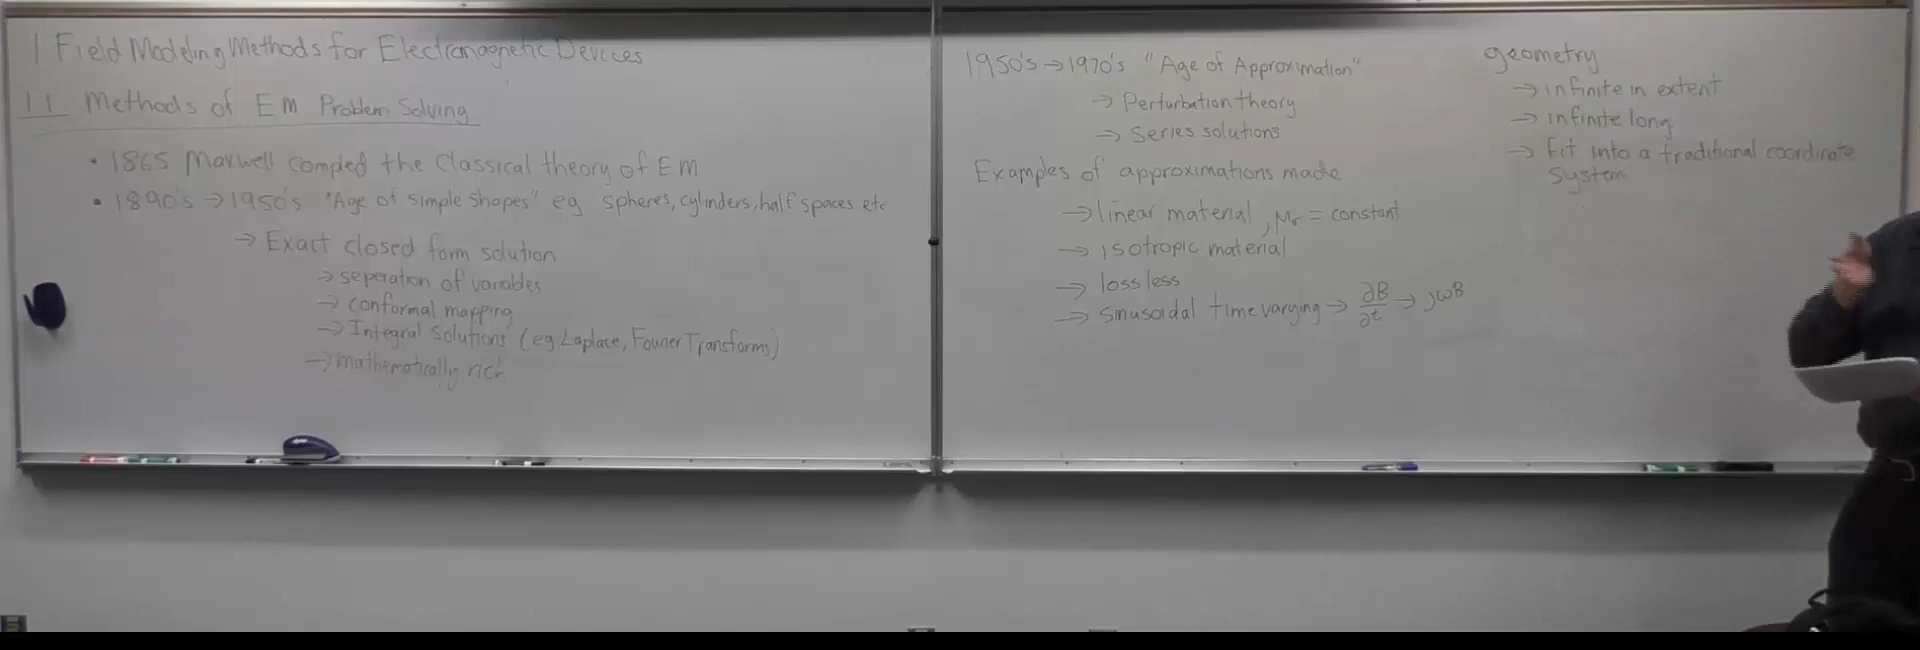 1 Field Modeling Methods for Electromagnetic Devices
1.1 Methods of EM Problem Solving
• 1865 Maxwell compded the Classical theory of EM
• 1890's → 1950's "Age of simple shapes" eg spheres, cylinders, half spaces etc
→ Exact closed form solution
→ seperation of variables
→ conformal mapping
→ Integral solutions (eg Laplace, Fourier Transforms)
→ mathematically rich
1950's → 1970's "Age of Approximation"
→ Perturbation theory
→ Series solutions
Examples of approximations made
→ linear material, μr = constant
→ isotropic material
→ lossless
→ sinusoidal time varying → ∂B/∂t → jωB
geometry
→ infinite in extent
→ infinite long
→ fit into a traditional coordinate
system